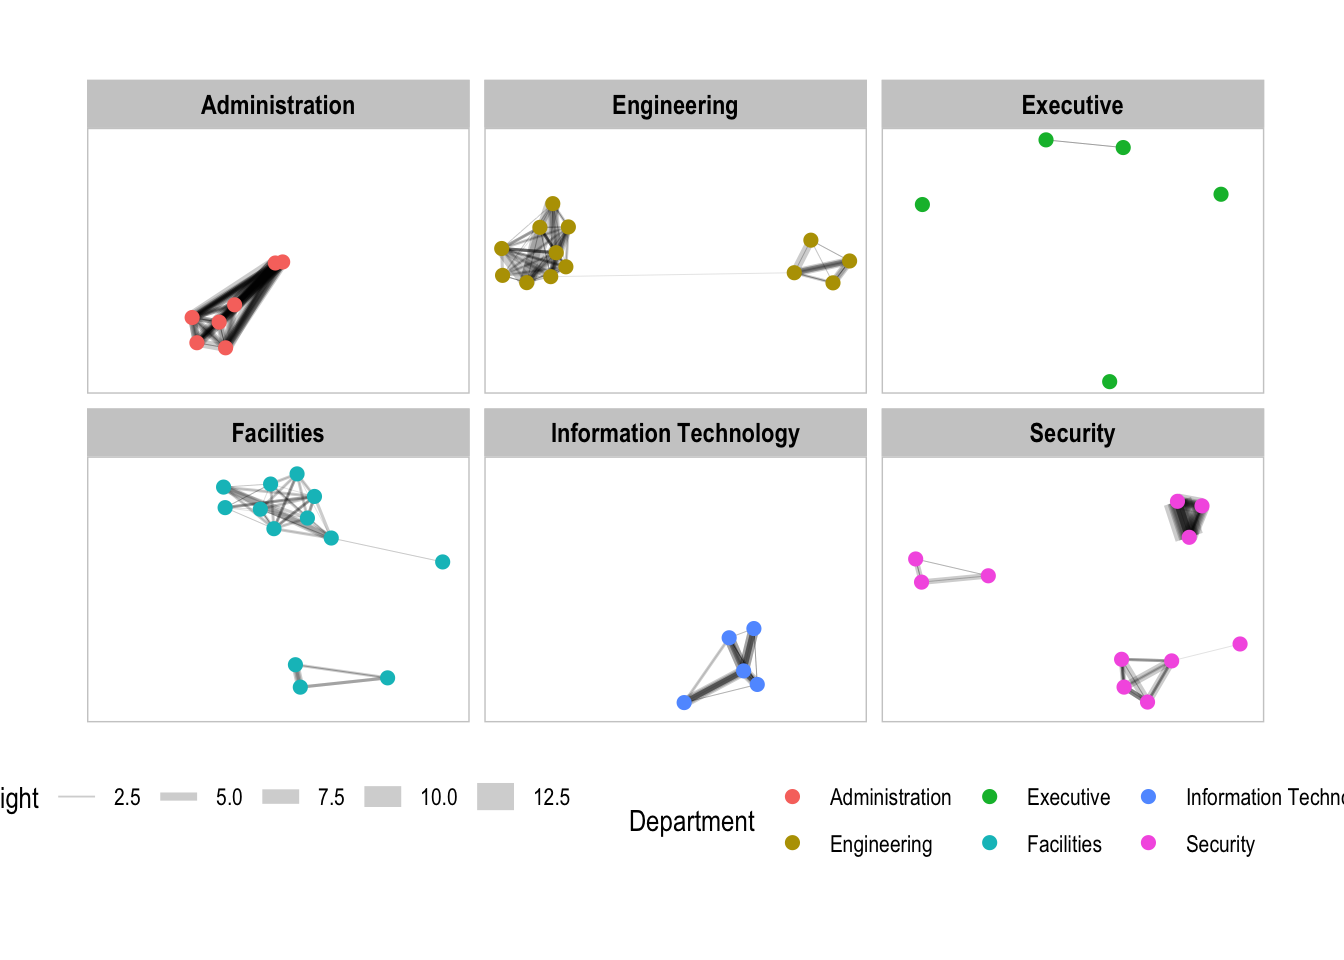 Administration
Engineering
Executive
Facilities
Information Technology
Security
2.5 5.0 7.5 10.0 12.5
Department
Administration Executive Information
Engineering Facilities Security